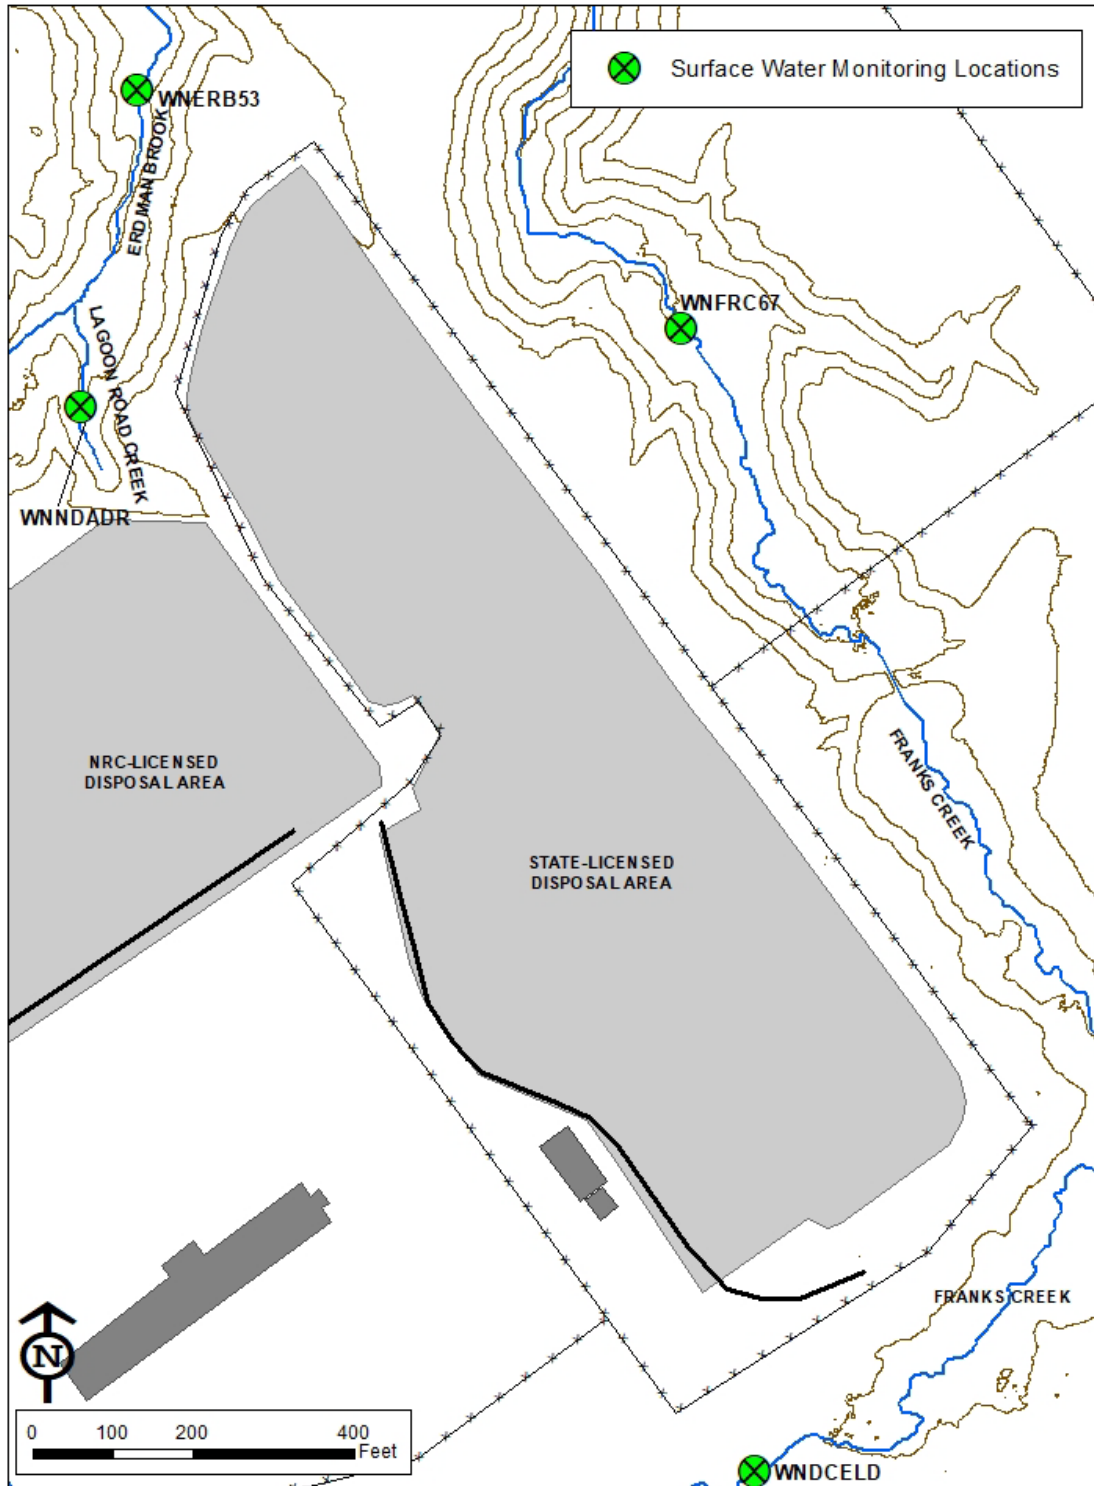 Surface Water Monitoring Locations
WNERB53
ERDMAN BROOK
WNFRC67
LAGOON ROAD CREEK
WNNDADR
NRC-LICENSED
DISPOSAL AREA
FRANKS CREEK
STATE-LICENSED
DISPOSAL AREA
FRANKS CREEK
N
0 100 200 400
Feet
WNDCELD